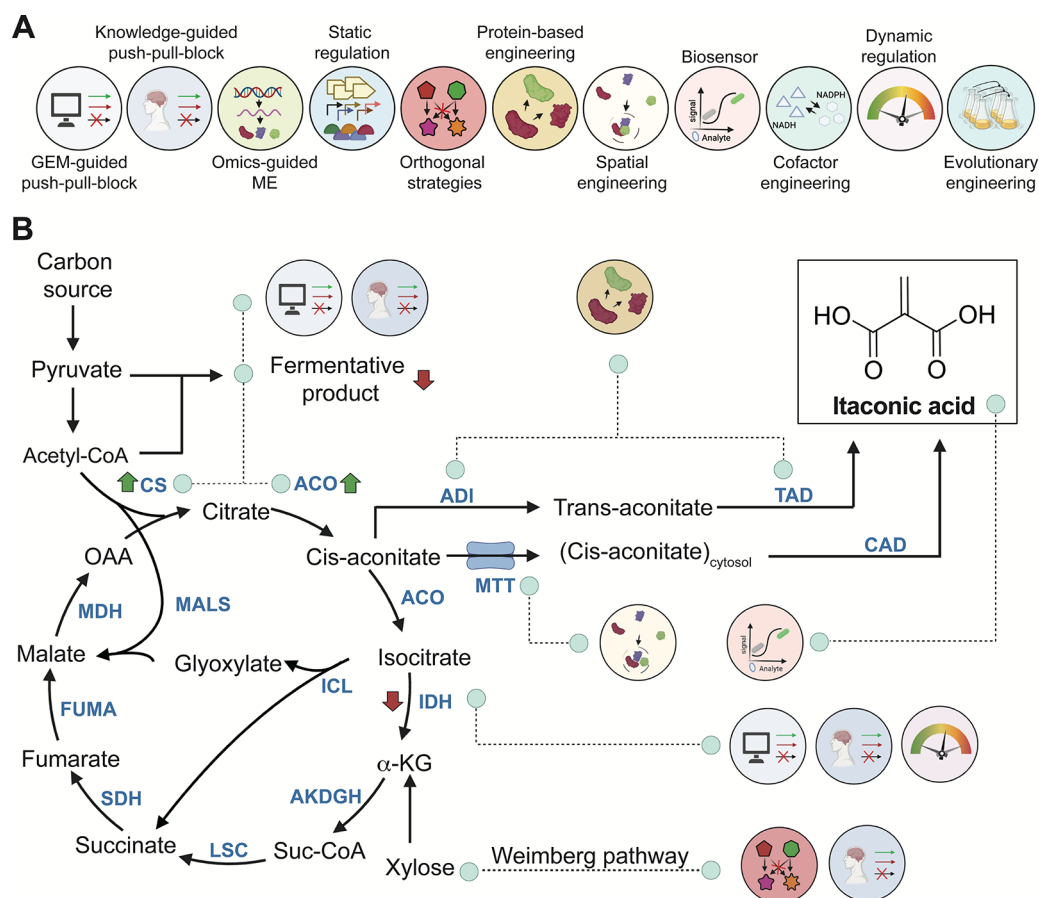 A
Knowledge-guided
push-pull-block
Static
regulation
Protein-based
engineering
Biosensor
Dynamic
regulation
signal
Analyte
NADPH
NADH
GEM-guided
push-pull-block
Omics-guided
ME
Orthogonal
strategies
Spatial
engineering
Cofactor
engineering
Evolutionary
engineering
B
Carbon
source
Pyruvate
Fermentative
product
HO
OH
O
O
Itaconic acid
Acetyl-CoA
CS
ACO
ADI
TAD
Citrate
Trans-aconitate
OAA
Cis-aconitate
(Cis-aconitate)cytosol
CAD
MTT
MDH
MALS
ACO
signal
Analyte
Malate
Glyoxylate
Isocitrate
ICL
IDH
FUMA
Fumarate
α-KG
SDH
AKDGH
Succinate
LSC
Suc-CoA
Xylose
Weimberg pathway